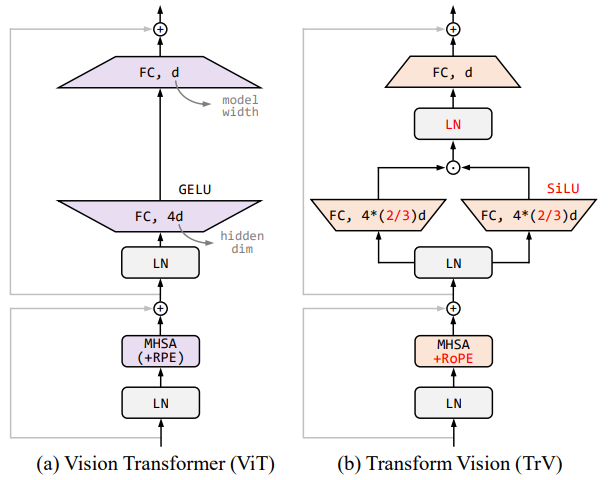 FC, d
model
width
GELU
FC, 4d
hidden
dim
LN
MHSA
(+RPE)
LN
(a) Vision Transformer (ViT)
FC, d
LN
SiLU
FC, 4*(2/3)d
FC, 4*(2/3)d
LN
MHSA
+RoPE
LN
(b) Transform Vision (TrV)